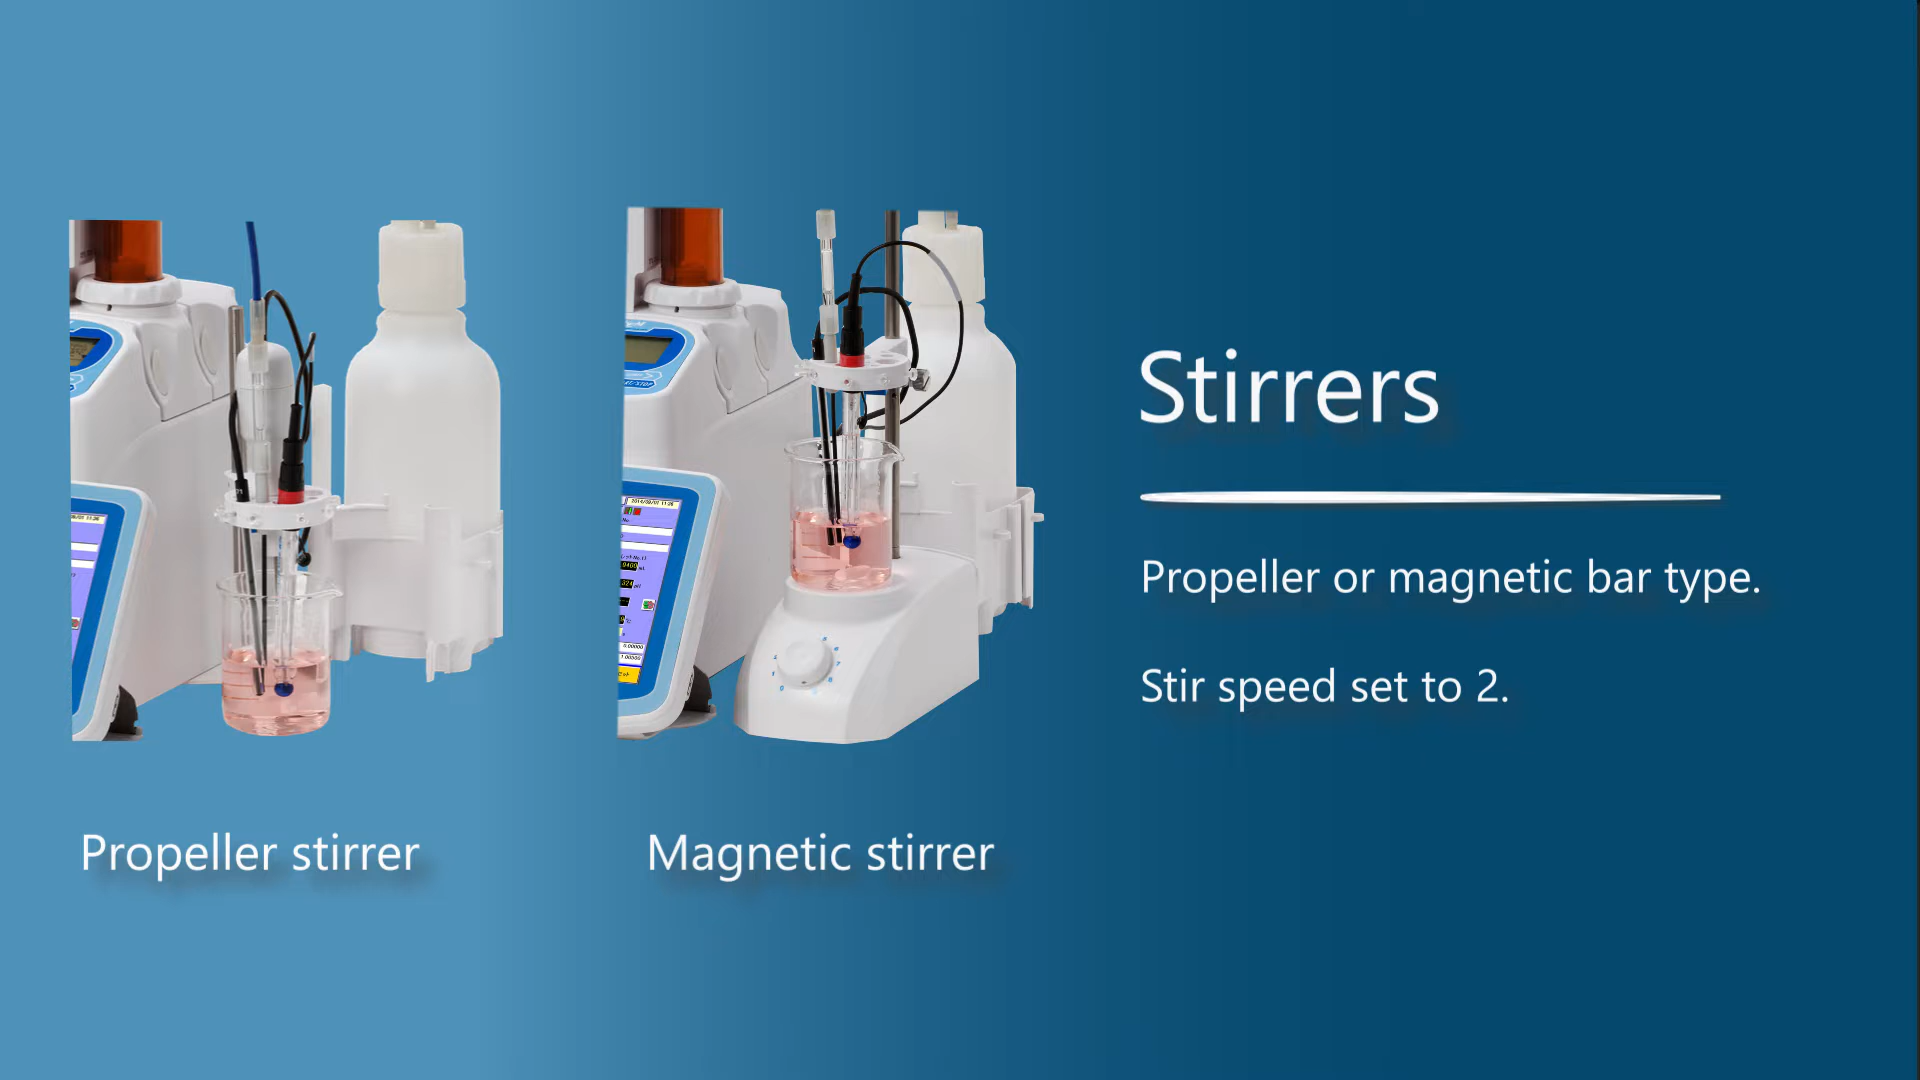 Stirrers
Propeller or magnetic bar type.
Stir speed set to 2.
Propeller stirrer
Magnetic stirrer